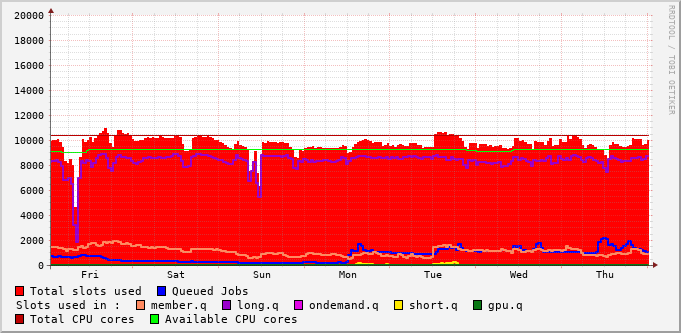 20000
18000
16000
14000
12000
10000
8000
6000
4000
2000
0
Fri Sat Sun Mon Tue Wed Thu
RRDTOOL / TOBI OETIKER
Total slots used Queued Jobs
Slots used in : member.q long.q ondemand.q short.q gpu.q
Total CPU cores Available CPU cores